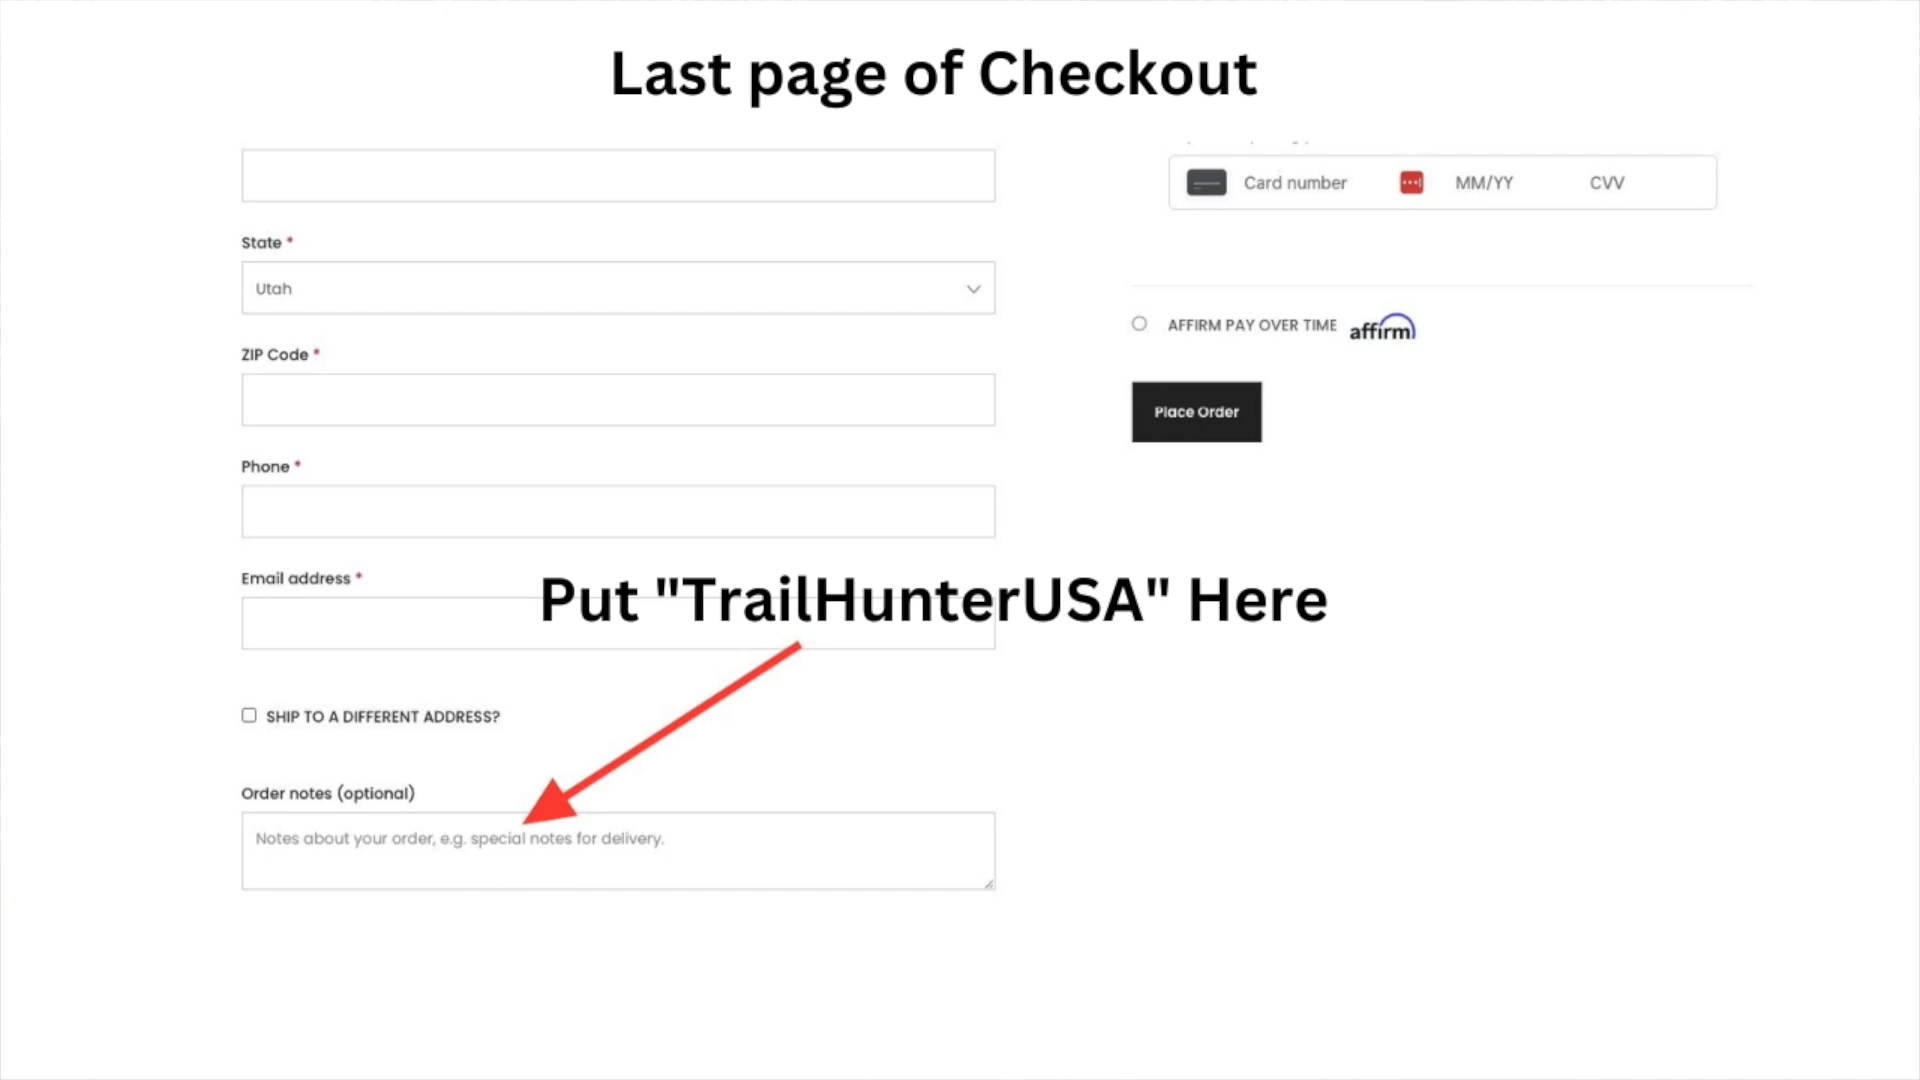 Last page of Checkout
State *
Utah
ZIP Code *
Phone *
Email address *
SHIP TO A DIFFERENT ADDRESS?
Order notes (optional)
Notes about your order, e.g. special notes for delivery.
Card number MM/YY CVV
AFFIRM PAY OVER TIME affirm
Place Order
Put "TrailHunterUSA" Here